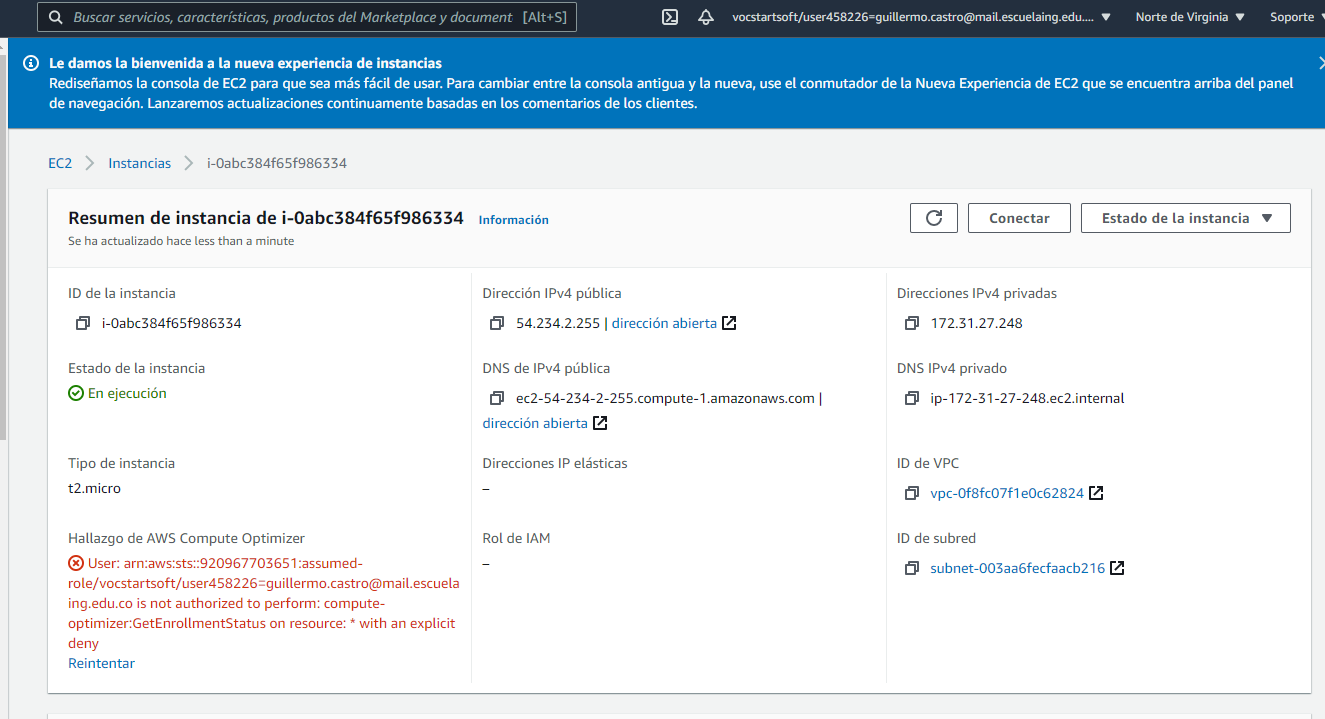 Buscar servicios, características, productos del Marketplace y document [Alt+S]
vocstartsoft/user458226=guillermo.castro@mail.escuelaing.edu.... ▼
Norte de Virginia ▼
Soporte
Le damos la bienvenida a la nueva experiencia de instancias
Rediseñamos la consola de EC2 para que sea más fácil de usar. Para cambiar entre la consola antigua y la nueva, use el conmutador de la Nueva Experiencia de EC2 que se encuentra arriba del panel
de navegación. Lanzaremos actualizaciones continuamente basadas en los comentarios de los clientes.
EC2 > Instancias > i-0abc384f65f986334
Resumen de instancia de i-0abc384f65f986334 Información
Se ha actualizado hace less than a minute
Conectar
Estado de la instancia ▼
ID de la instancia
i-0abc384f65f986334
Dirección IPv4 pública
54.234.2.255 | dirección abierta
Direcciones IPv4 privadas
172.31.27.248
Estado de la instancia
En ejecución
DNS de IPv4 pública
ec2-54-234-2-255.compute-1.amazonaws.com |
dirección abierta
DNS IPv4 privado
ip-172-31-27-248.ec2.internal
Tipo de instancia
t2.micro
Direcciones IP elásticas
–
ID de VPC
vpc-0f8fc07f1e0c62824
Hallazgo de AWS Compute Optimizer
User: arn:aws:sts::920967703651:assumed-
role/vocstartsoft/user458226=guillermo.castro@mail.escuela
ing.edu.co is not authorized to perform: compute-
optimizer:GetEnrollmentStatus on resource: * with an explicit
deny
Reintentar
Rol de IAM
–
ID de subred
subnet-003aa6fecfaacb216